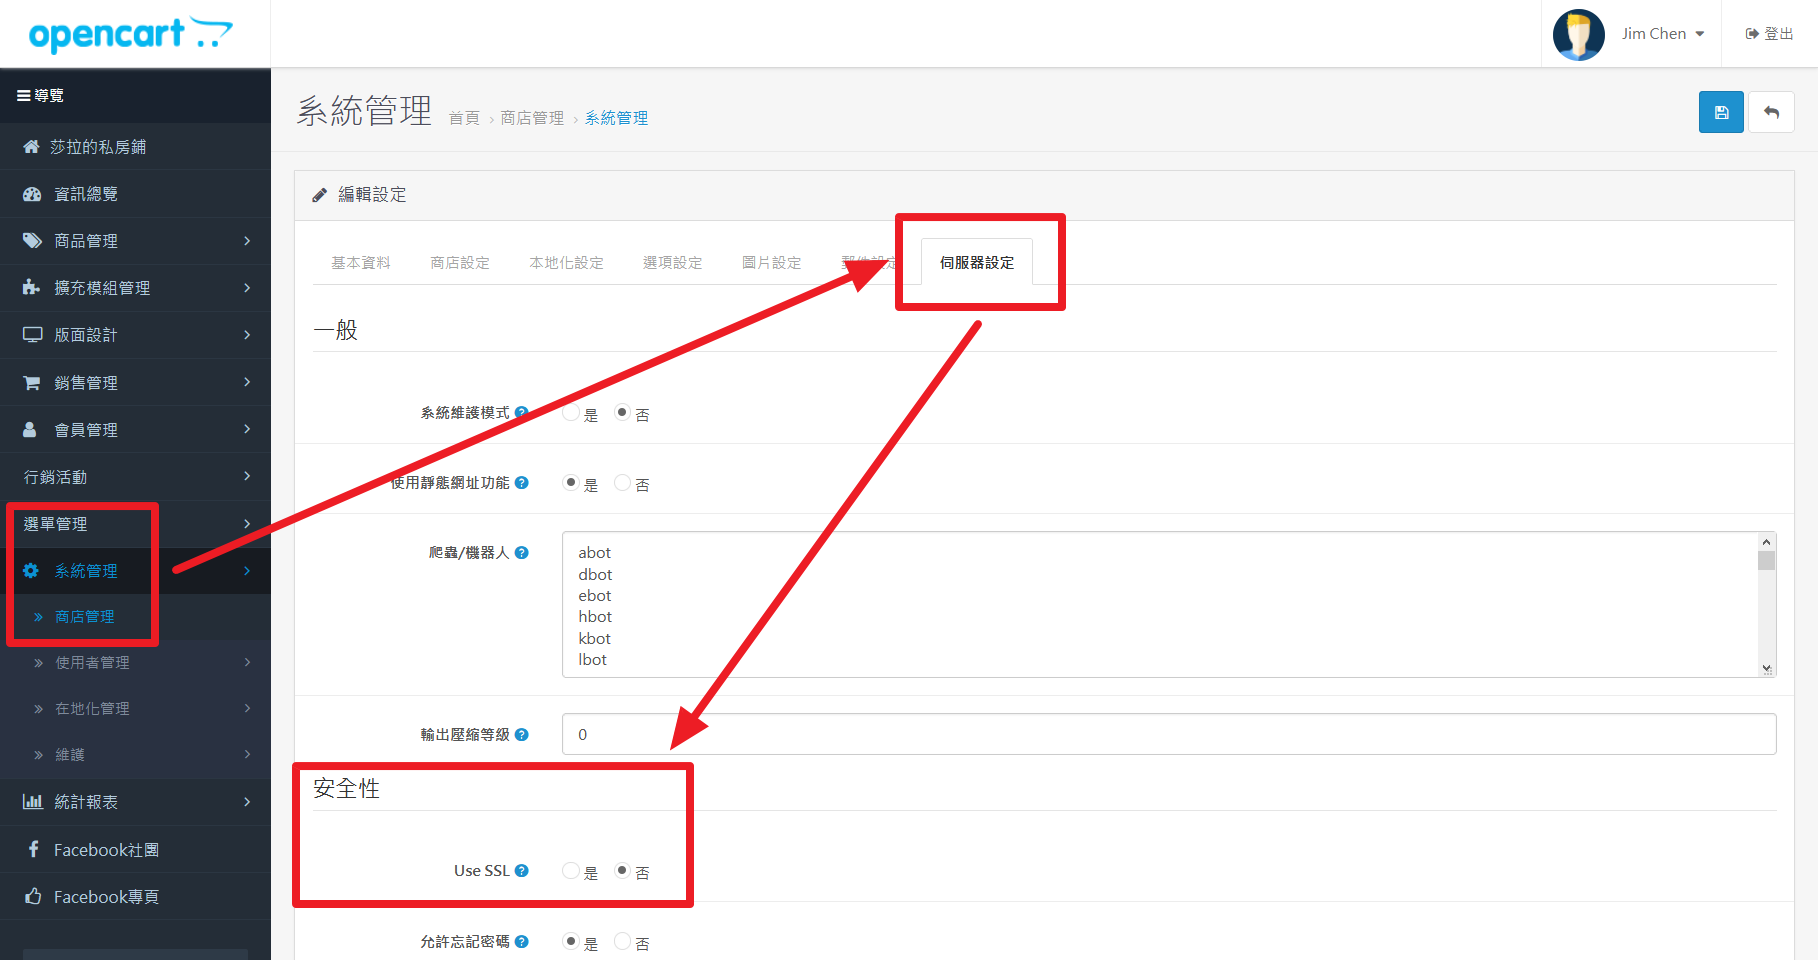 opencart
Jim Chen
登出
導覽
莎拉的私房鋪
資訊總覽
商品管理
擴充模組管理
版面設計
銷售管理
會員管理
行銷活動
選單管理
系統管理
商店管理
使用者管理
在地化管理
維護
統計報表
Facebook社團
Facebook專頁
系統管理
首頁 › 商店管理 › 系統管理
編輯設定
基本資料 商店設定 本地化設定 選項設定 圖片設定 郵件設定 伺服器設定
一般
系統維護模式 ? 是 否
使用靜態網址功能 ? 是 否
爬蟲/機器人 ?
abot
dbot
ebot
hbot
kbot
lbot
輸出壓縮等級 ? 0
安全性
Use SSL ? 是 否
允許忘記密碼 ? 是 否